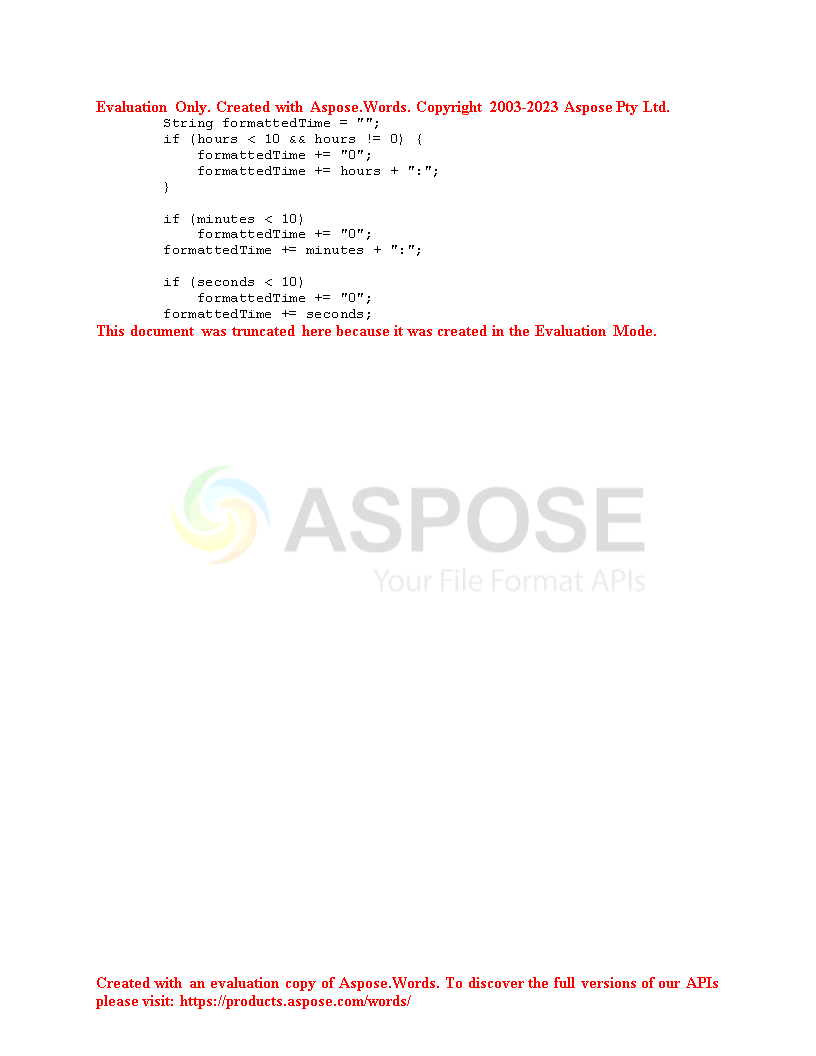 Evaluation Only. Created with Aspose.Words. Copyright 2003-2023 Aspose Pty Ltd.
        String formattedTime = "";
        if (hours < 10 && hours != 0) {
            formattedTime += "0";
            formattedTime += hours + ":";
        }

        if (minutes < 10)
            formattedTime += "0";
        formattedTime += minutes + ":";

        if (seconds < 10)
            formattedTime += "0";
        formattedTime += seconds;
This document was truncated here because it was created in the Evaluation Mode.
ASPOSE
Your File Format APIs
Created with an evaluation copy of Aspose.Words. To discover the full versions of our APIs
please visit: https://products.aspose.com/words/